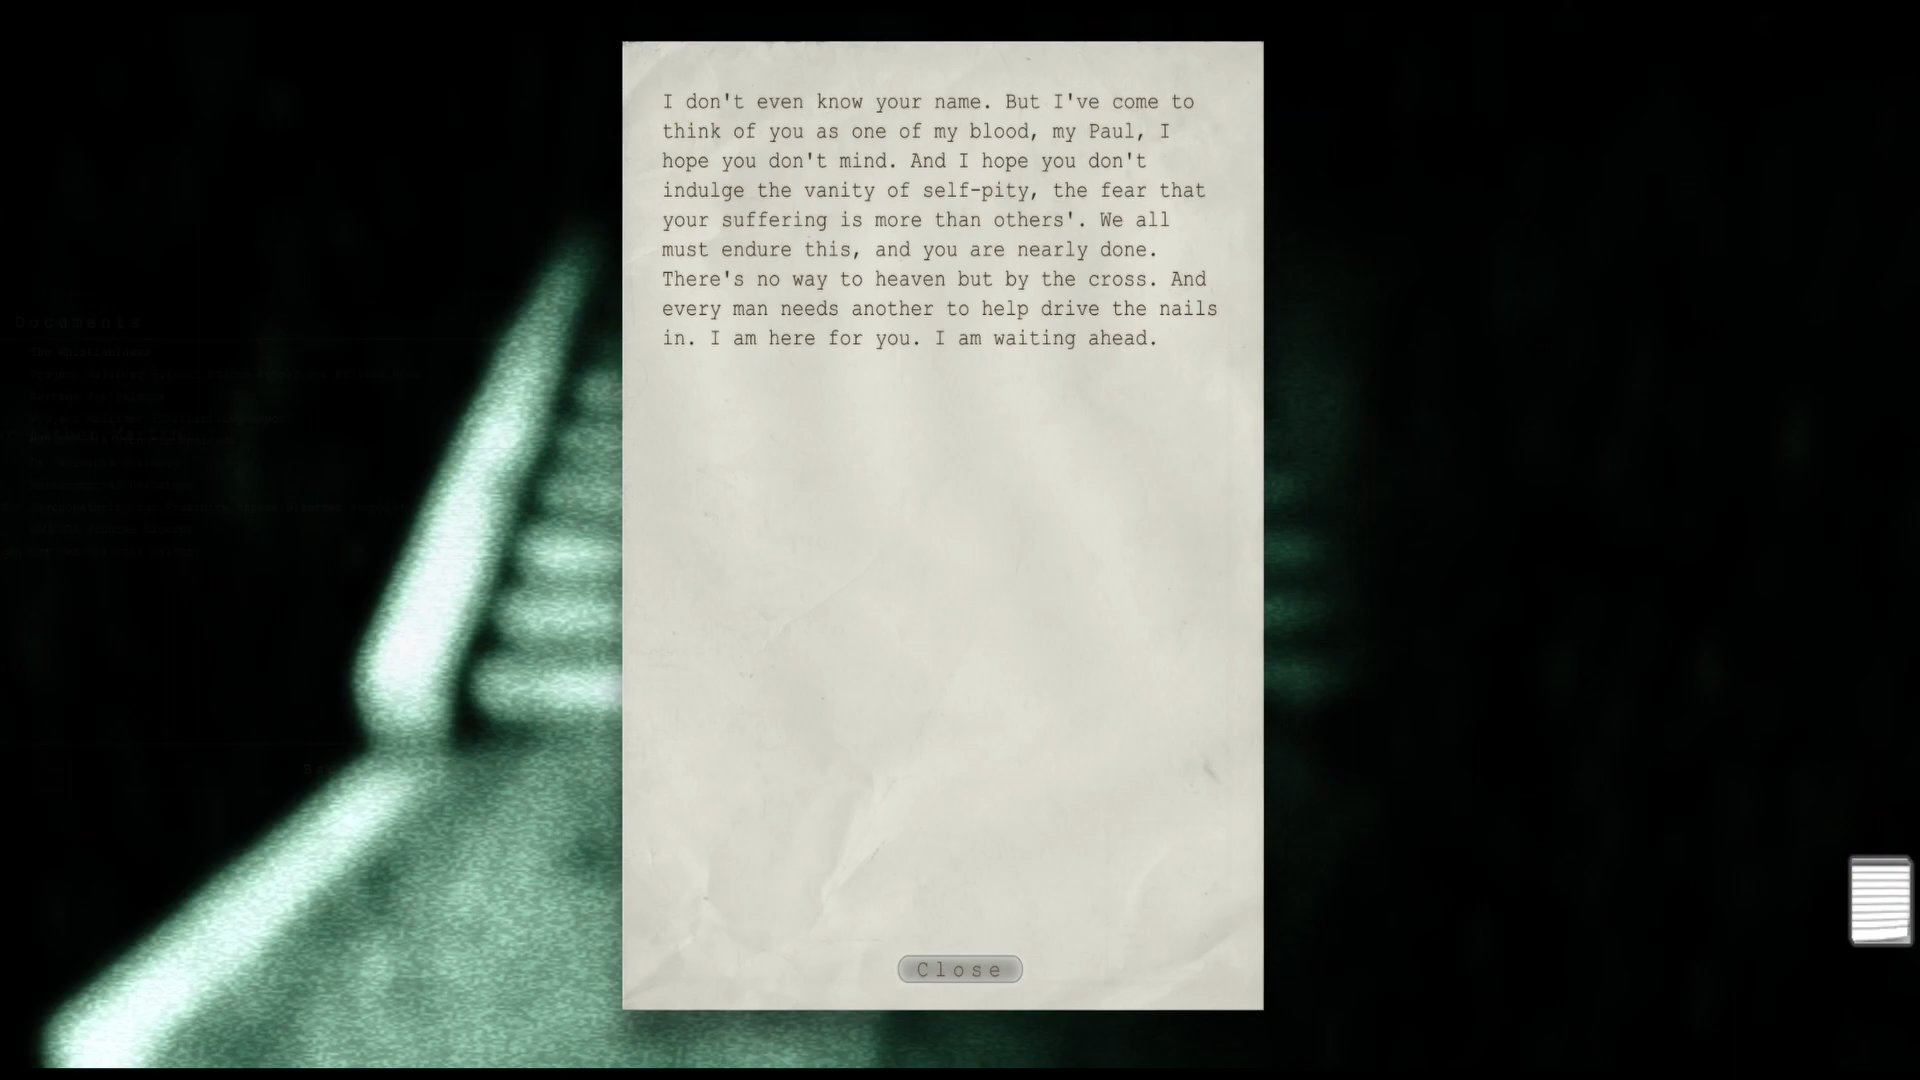 I don't even know your name. But I've come to
think of you as one of my blood, my Paul, I
hope you don't mind. And I hope you don't
indulge the vanity of self-pity, the fear that
your suffering is more than others'. We all
must endure this, and you are nearly done.
There's no way to heaven but by the cross. And
every man needs another to help drive the nails
in. I am here for you. I am waiting ahead.
Close
Documents